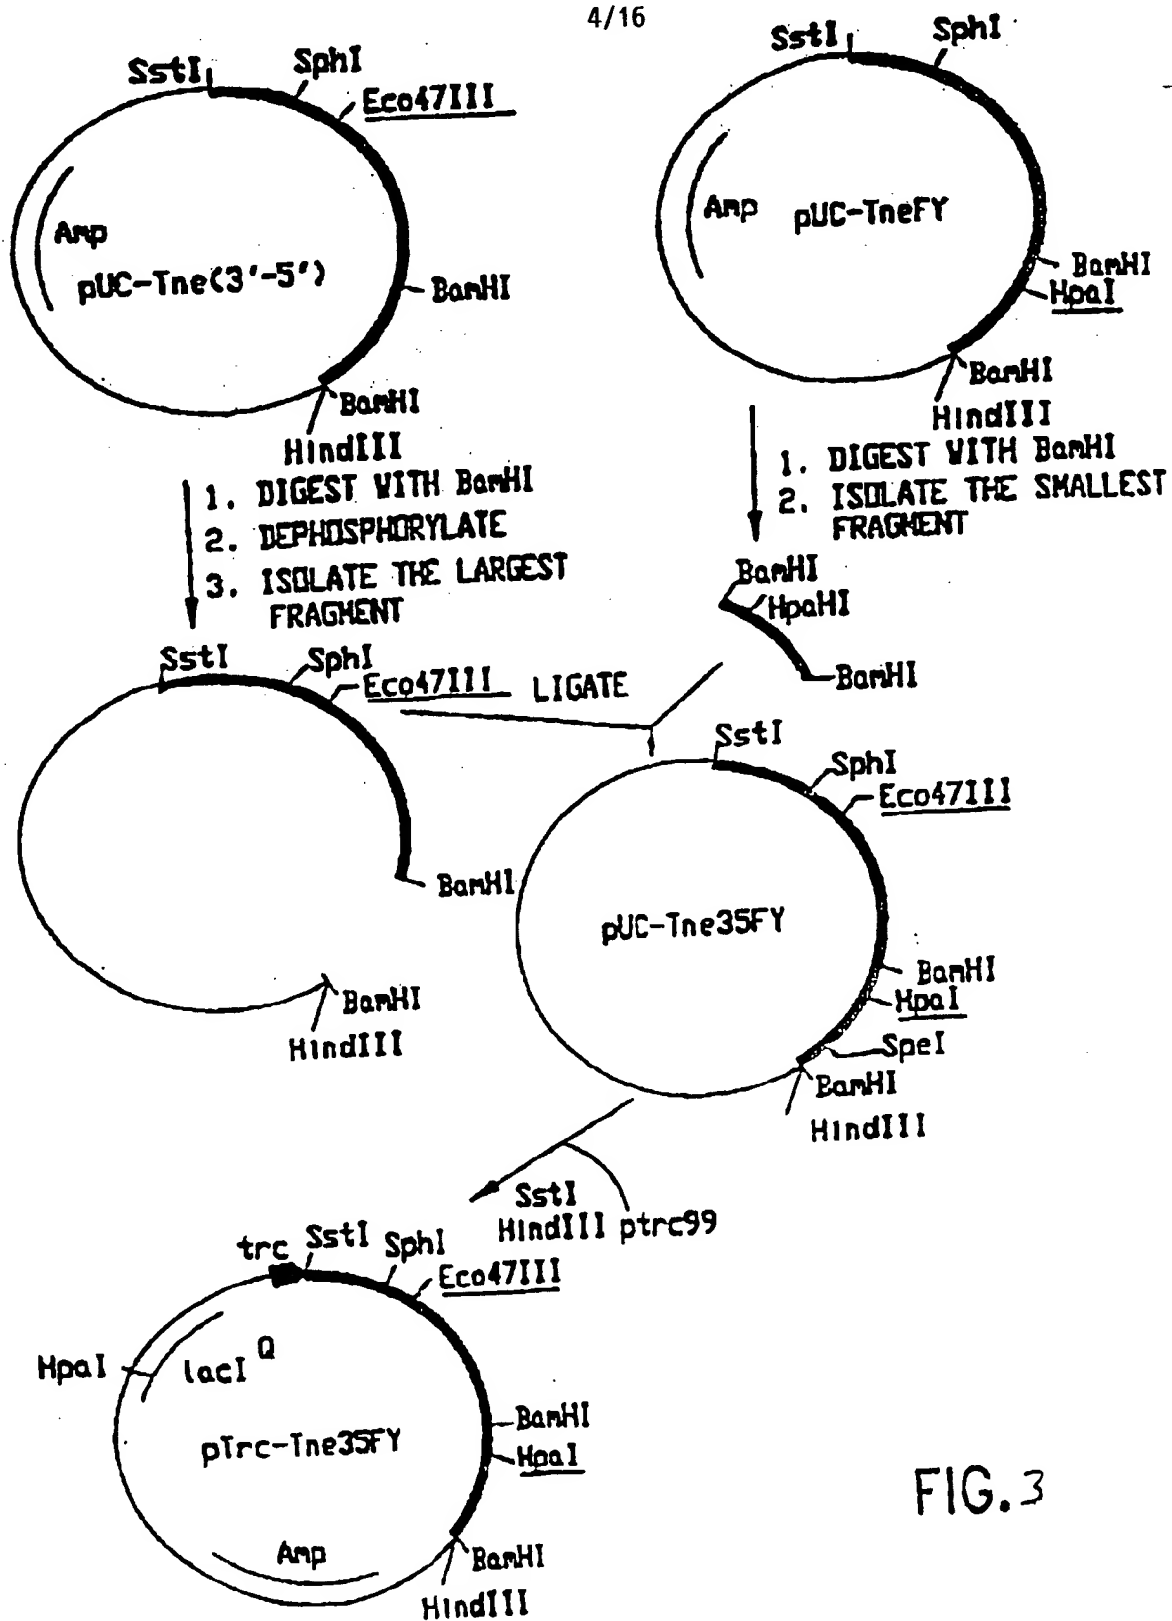 4/16
SstI
SphI
Eco47III
Amp
pUC-Tne(3'-5')
BamHI
BamHI
HindIII
SstI
SphI
Amp
pUC-TneFY
BamHI
HpaI
BamHI
HindIII
1. DIGEST WITH BamHI
2. DEPHOSPHORYLATE
3. ISOLATE THE LARGEST
FRAGMENT
1. DIGEST WITH BamHI
2. ISOLATE THE SMALLEST
FRAGMENT
BamHI
HpaHI
BamHI
SstI
SphI
Eco47III
LIGATE
BamHI
BamHI
HindIII
SstI
SphI
Eco47III
pUC-Tne35FY
BamHI
HpaI
SpeI
BamHI
HindIII
SstI
HindIII ptrc99
trc
SstI
SphI
Eco47III
HpaI
lacI Q
pTrc-Tne35FY
BamHI
HpaI
Amp
BamHI
HindIII
FIG.3